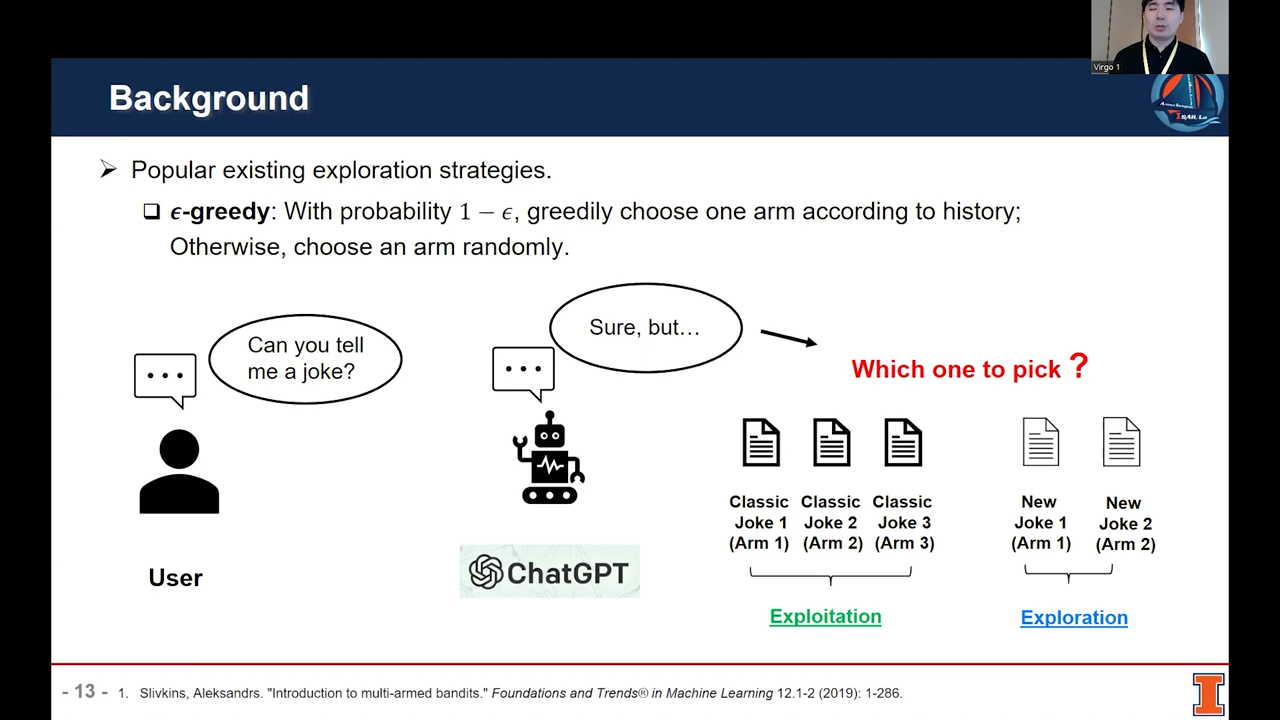 Virgo 1
Background
Popular existing exploration strategies.
ϵ-greedy: With probability 1 − ϵ, greedily choose one arm according to history;
Otherwise, choose an arm randomly.
Can you tell
me a joke?
Sure, but…
Which one to pick ?
Classic
Joke 1
(Arm 1)
Classic
Joke 2
(Arm 2)
Classic
Joke 3
(Arm 3)
New
Joke 1
(Arm 1)
New
Joke 2
(Arm 2)
User
ChatGPT
Exploitation
Exploration
- 13 -
1. Slivkins, Aleksandrs. "Introduction to multi-armed bandits." Foundations and Trends® in Machine Learning 12.1-2 (2019): 1-286.
I